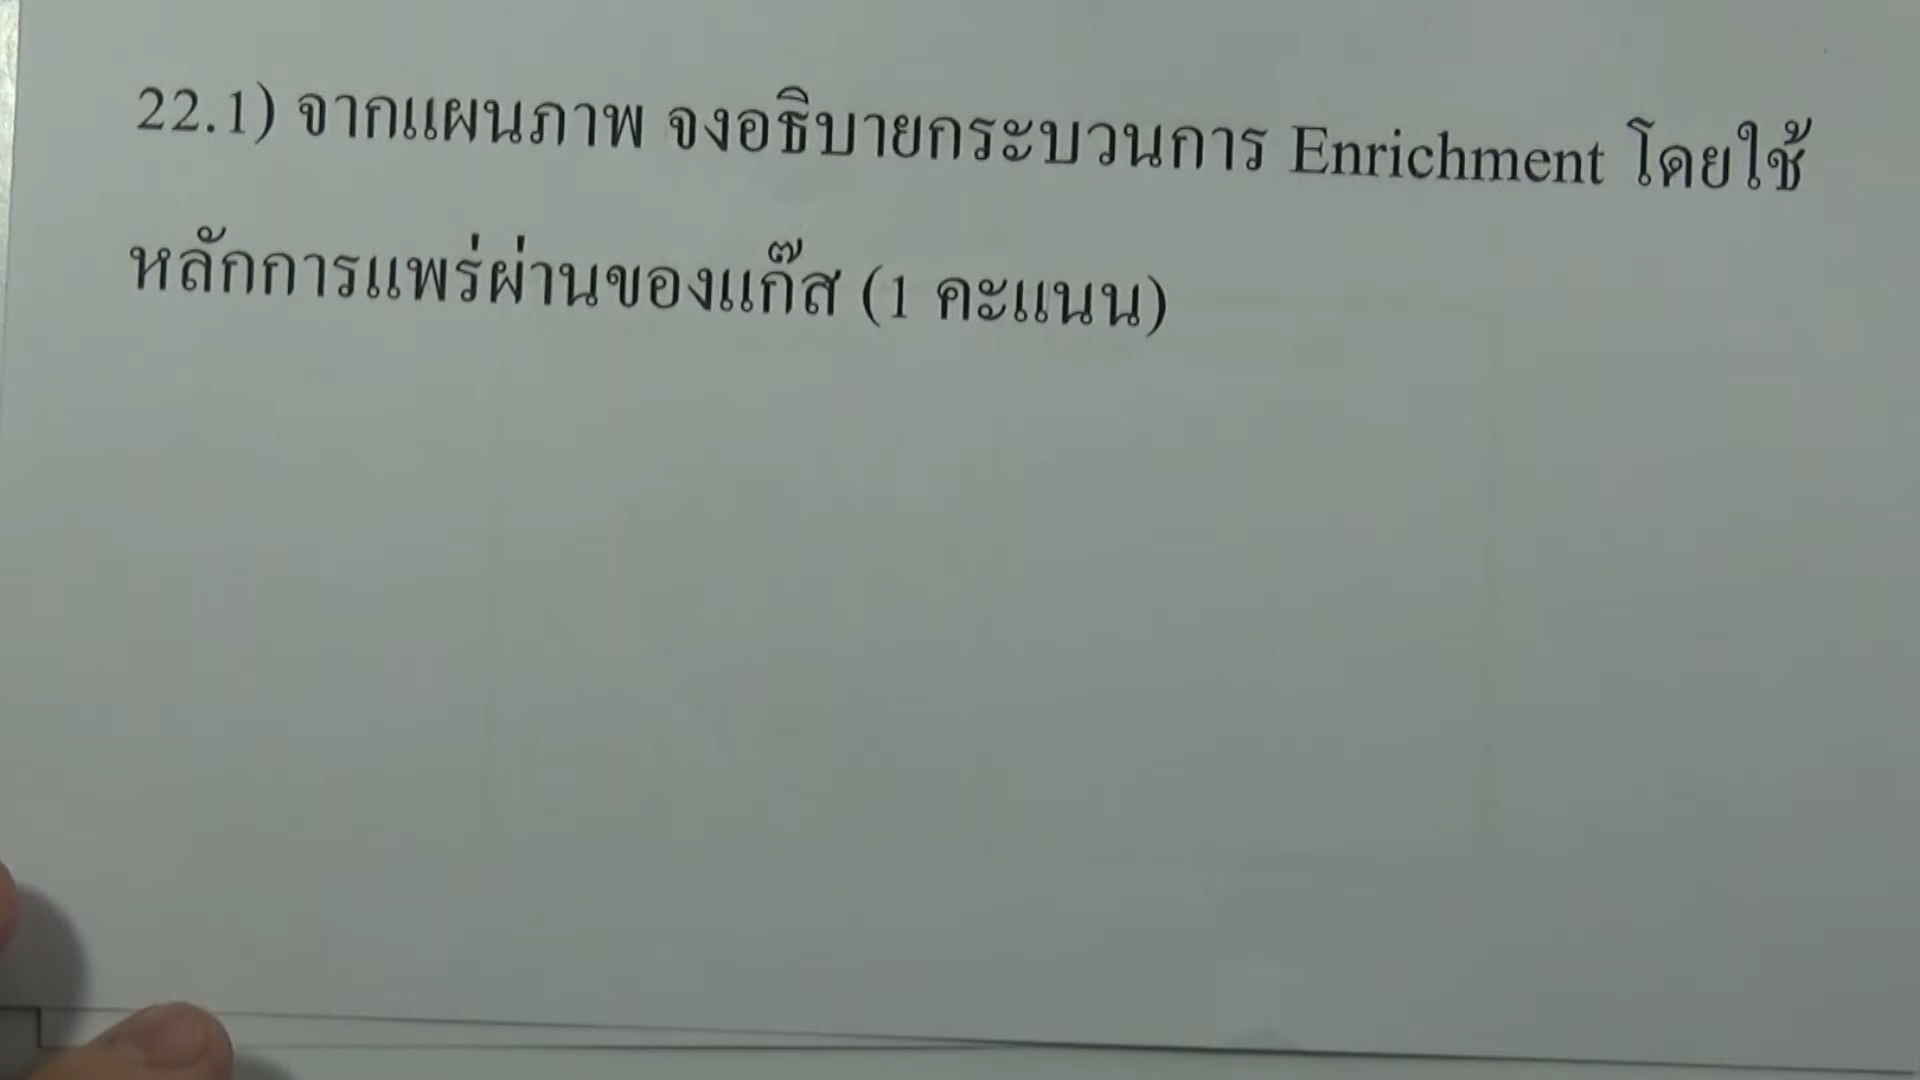 22.1) จากแผนภาพ จงอธิบายกระบวนการ Enrichment โดยใช้
หลักการแพร่ผ่านของแก๊ส (1 คะแนน)